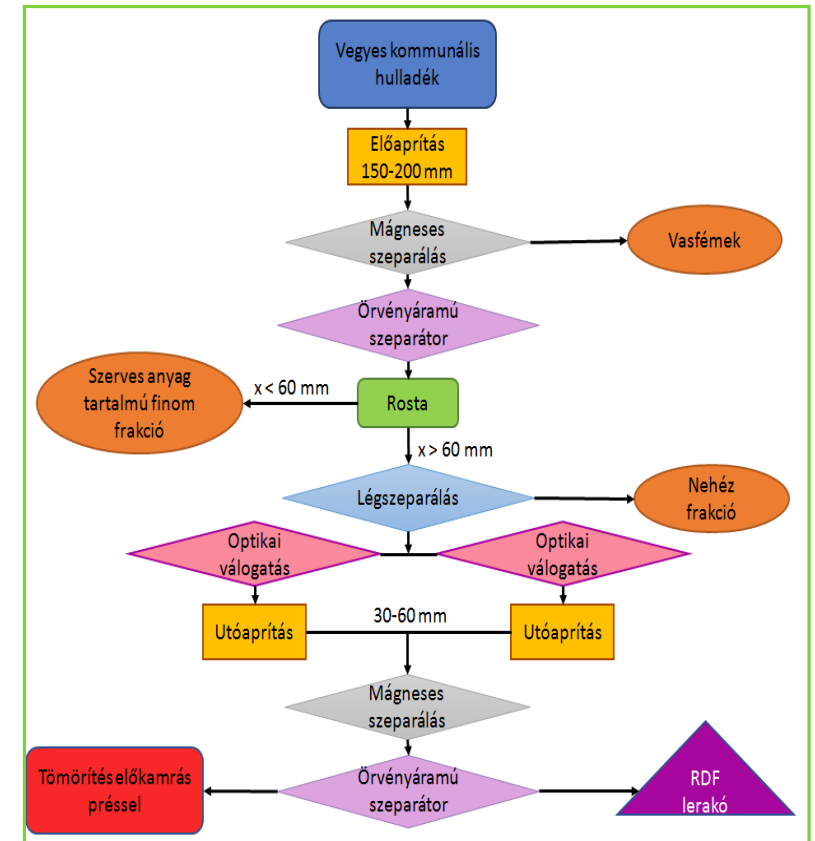 Vegyes kommunális
hulladék
Előaprítás
150-200 mm
Mágneses
szeparálás
Vasfémek
Örvényáramú
szeparátor
Szerves anyag
tartalmú finom
frakció
x < 60 mm
Rosta
x > 60 mm
Légszeparálás
Nehéz
frakció
Optikai
válogatás
Optikai
válogatás
Utóaprítás
30-60 mm
Utóaprítás
Mágneses
szeparálás
Tömörítés előkamrás
préssel
Örvényáramú
szeparátor
RDF
lerakó